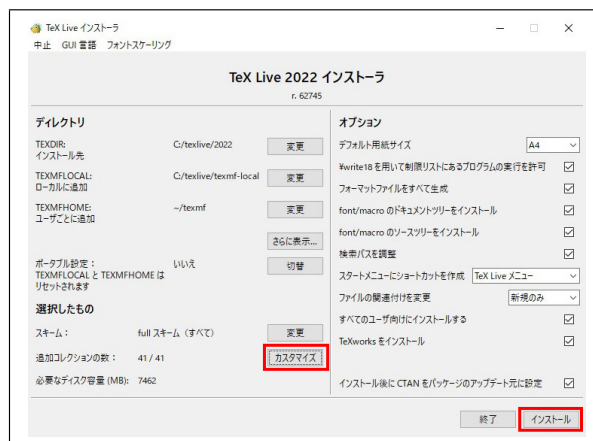 TeX Live インストーラ
中止 GUI 言語 フォントスケーリング
TeX Live 2022 インストーラ
r. 62745
ディレクトリ
TEXDIR:
インストール先
C:/texlive/2022
変更
TEXMFLOCAL:
ローカルに追加
C:/texlive/texmf-local
変更
TEXMFHOME:
ユーザごとに追加
~/texmf
変更
さらに表示...
ポータブル設定:
TEXMFLOCAL と TEXMFHOME は
リセットされます
いいえ
切替
選択したもの
スキーム:
full スキーム (すべて)
変更
追加コレクションの数:
41 / 41
カスタマイズ
必要なディスク容量 (MB):
7462
オプション
デフォルト用紙サイズ
A4
¥write18 を用いて制限リストにあるプログラムの実行を許可
フォーマットファイルをすべて生成
font/macro のドキュメントツリーをインストール
font/macro のソースツリーをインストール
検索パスを調整
スタートメニューにショートカットを作成
TeX Live メニュー
ファイルの関連付けを変更
新規のみ
すべてのユーザ向けにインストールする
TeXworks をインストール
インストール後に CTAN をパッケージのアップデート元に設定
終了
インストール